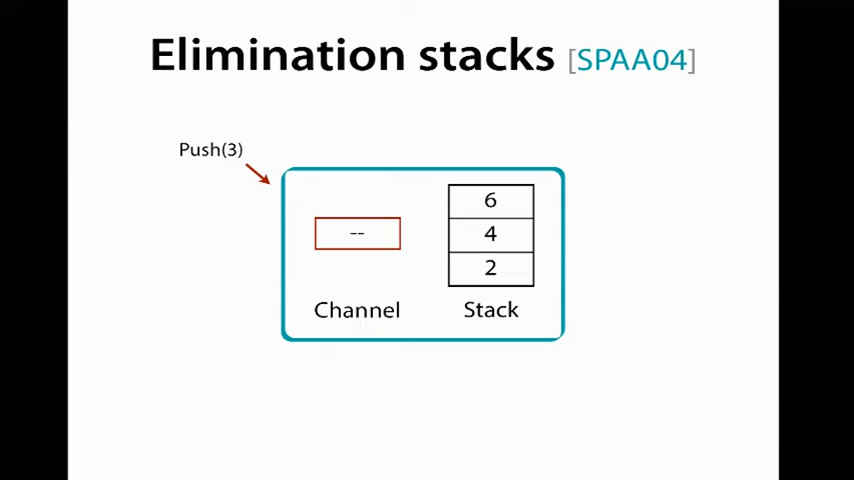 Elimination stacks [SPAA04]
Push(3)
6
--
4
2
Channel
Stack